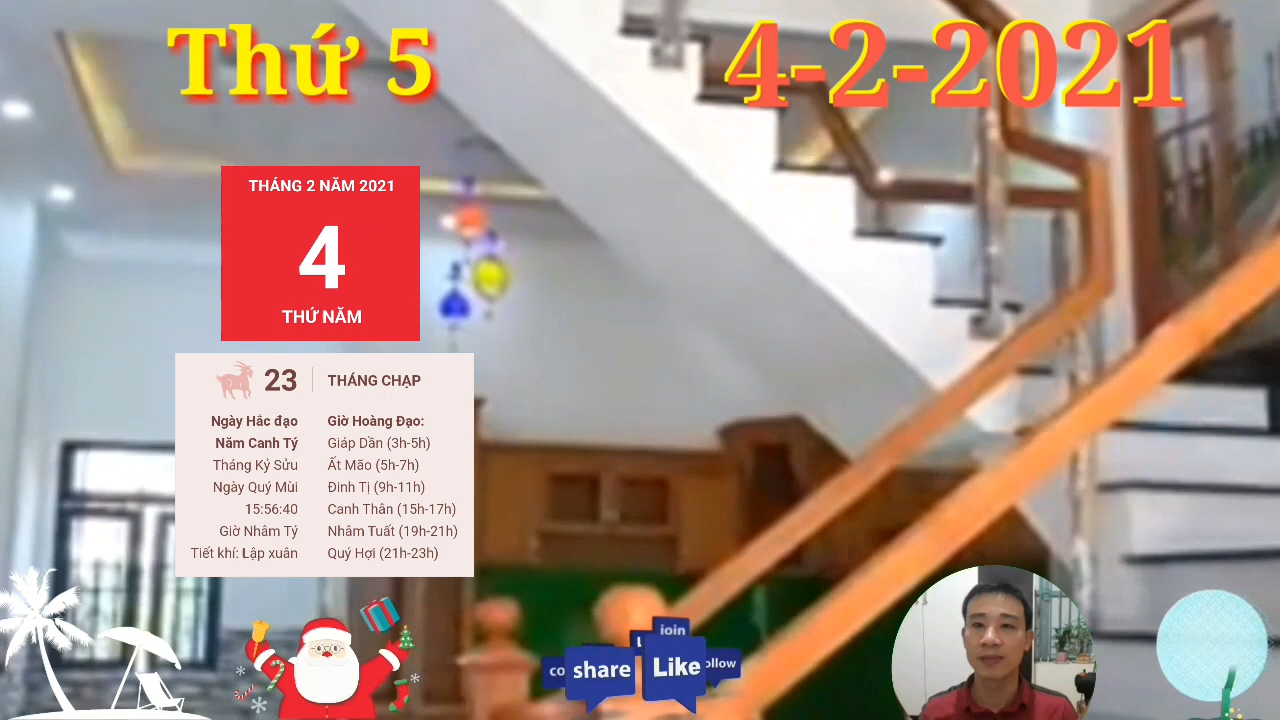 Thứ 5
4-2-2021
THÁNG 2 NĂM 2021
4
THỨ NĂM
23
THÁNG CHẠP
Ngày Hắc đạo
Năm Canh Tý
Tháng Kỷ Sửu
Ngày Quý Mùi
15:56:40
Giờ Nhâm Tý
Tiết khí: Lập xuân
Giờ Hoàng Đạo:
Giáp Dần (3h-5h)
Ất Mão (5h-7h)
Đinh Tị (9h-11h)
Canh Thân (15h-17h)
Nhâm Tuất (19h-21h)
Quý Hợi (21h-23h)
join
share
Like